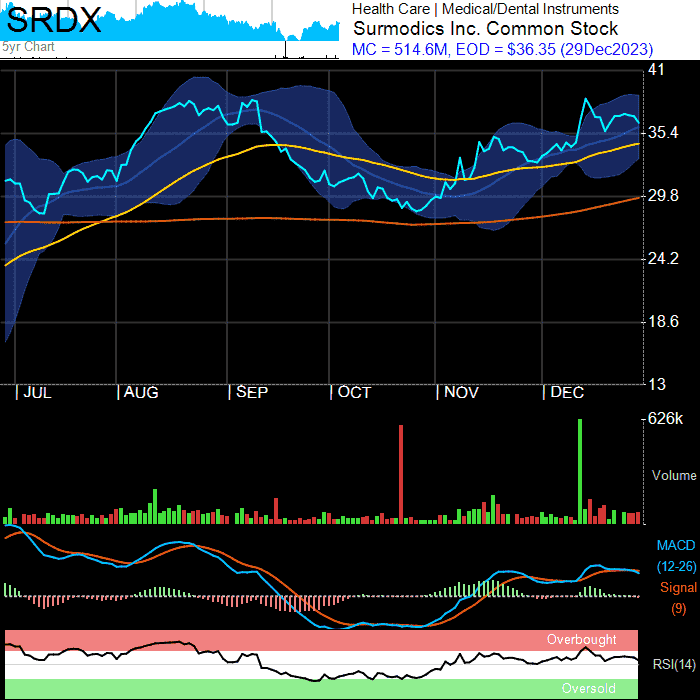 SRDX
Health Care | Medical/Dental Instruments
Surmodics Inc. Common Stock
5yr Chart
MC = 514.6M, EOD = $36.35 (29Dec2023)
41
35.4
29.8
24.2
18.6
13
JUL
AUG
SEP
OCT
NOV
DEC
626k
Volume
MACD
(12-26)
Signal
(9)
Overbought
RSI(14)
Oversold